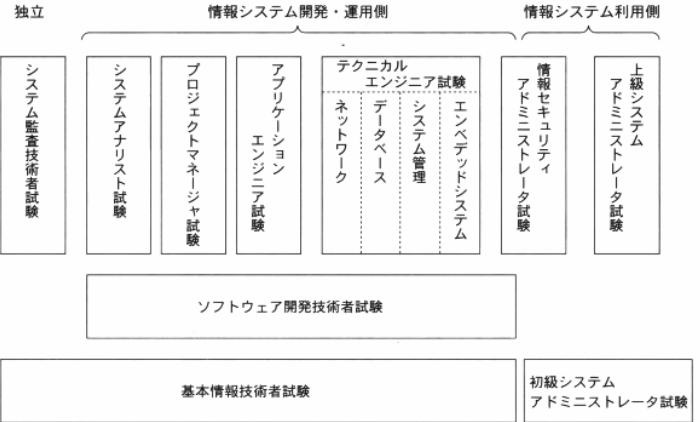 独立
情報システム開発・運用側
情報システム利用側
システム監査技術者試験
システムアナリスト試験
プロジェクトマネージャ試験
アプリケーション
エンジニア試験
テクニカル
エンジニア試験
ネットワーク
データベース
システム管理
エンベデッドシステム
情報セキュリティ
アドミニストレータ試験
上級システム
アドミニストレータ試験
ソフトウェア開発技術者試験
基本情報技術者試験
初級システム
アドミニストレータ試験